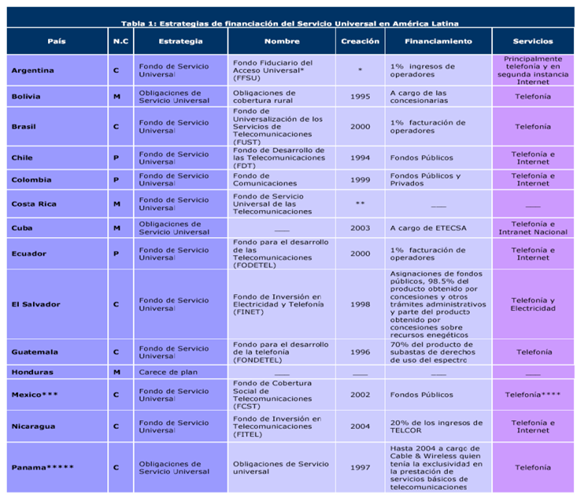 Tabla 1: Estrategias de financiación del Servicio Universal en América Latina
País N.C Estrategia Nombre Creación Financiamiento Servicios
Argentina C Fondo de Servicio Universal Fondo Fiduciario del Acceso Universal* (FFSU) * 1% ingresos de operadores Principalmente telefonía y en segunda instancia Internet
Bolivia M Obligaciones de Servicio Universal Obligaciones de cobertura rural 1995 A cargo de las concesionarias Telefonía
Brasil C Fondo de Servicio Universal Fondo de Universalización de los Servicios de Telecomunicaciones (FUST) 2000 1% facturación de operadores Telefonía
Chile P Fondo de Servicio Universal Fondo de Desarrollo de las Telecomunicaciones (FDT) 1994 Fondos Públicos Telefonía e Internet
Colombia P Fondo de Servicio Universal Fondo de Comunicaciones 1999 Fondos Públicos y Privados Telefonía e Internet
Costa Rica M Fondo de Servicio Universal Fondo de Servicio Universal de las Telecomunicaciones ** ___ ___
Cuba M Obligaciones de Servicio Universal ___ 2003 A cargo de ETECSA Telefonía e Intranet Nacional
Ecuador P Fondo de Servicio Universal Fondo para el desarrollo de las Telecomunicaciones (FODETEL) 2000 1% facturación de operadores Telefonía e Internet
El Salvador C Fondo de Servicio Universal Fondo de Inversión en Electricidad y Telefonía (FINET) 1998 Asignaciones de fondos públicos, 98.5% del producto obtenido por concesiones y otros trámites administrativos y parte del producto obtenido por concesiones sobre recursos enegéticos Telefonía y Electricidad
Guatemala C Fondo de Servicio Universal Fondo para el desarrollo de la telefonía (FONDETEL) 1996 70% del producto de subastas de derechos de uso del espectro Telefonía
Honduras M Carece de plan ___ ___ ___ ___
Mexico*** C Fondo de Servicio Universal Fondo de Cobertura Social de Telecomunicaciones (FCST) 2002 Fondos Públicos Telefonía****
Nicaragua C Fondo de Servicio Universal Fondo de Inversión en Telecomunicaciones (FITEL) 2004 20% de los ingresos de TELCOR Telefonía e Internet
Panama***** C Obligaciones de Servicio Universal Obligaciones de Servicio universal 1997 Hasta 2004 a cargo de Cable & Wireless quien tenía la exclusividad en la prestación de servicios básicos de telecomunicaciones Telefonía